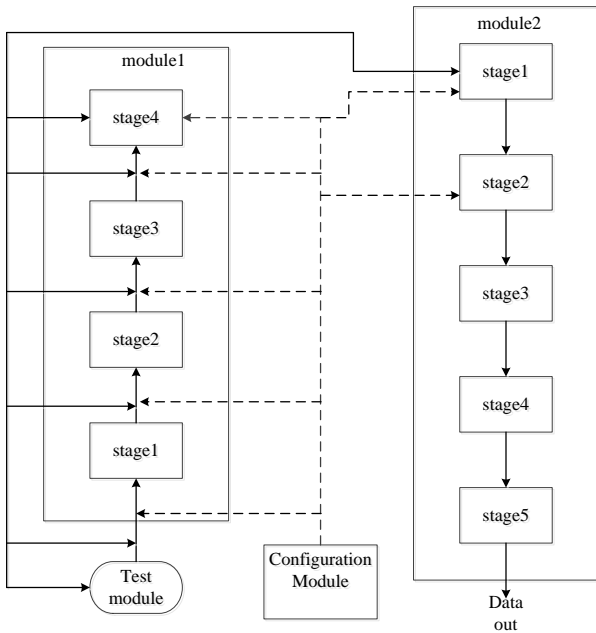 module1
stage4
stage3
stage2
stage1
Test
module
Configuration
Module
module2
stage1
stage2
stage3
stage4
stage5
Data
out